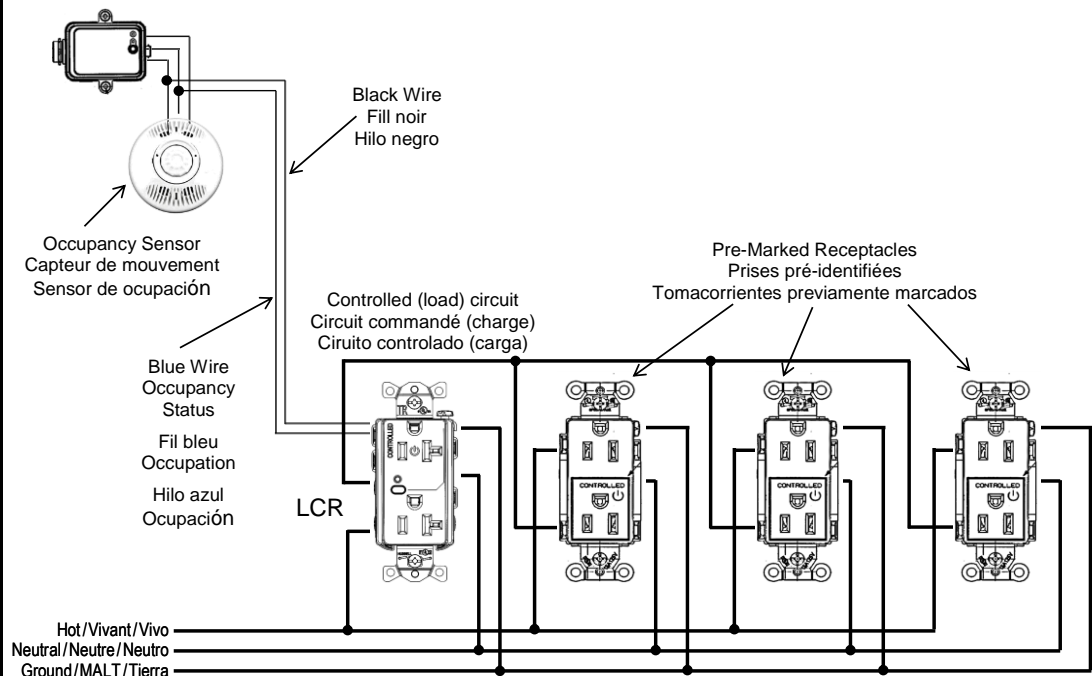 Black Wire
Fill noir
Hilo negro
Occupancy Sensor
Capteur de mouvement
Sensor de ocupación
Pre-Marked Receptacles
Prises pré-identifiées
Tomacorrientes previamente marcados
Controlled (load) circuit
Circuit commandé (charge)
Ciruito controlado (carga)
Blue Wire
Occupancy
Status
Fil bleu
Occupation
Hilo azul
Ocupación
LCR
TR
CONTROLLED
CONTROLLED
CONTROLLED
CONTROLLED
Hot/Vivant/Vivo
Neutral/Neutre/Neutro
Ground/MALT/Tierra